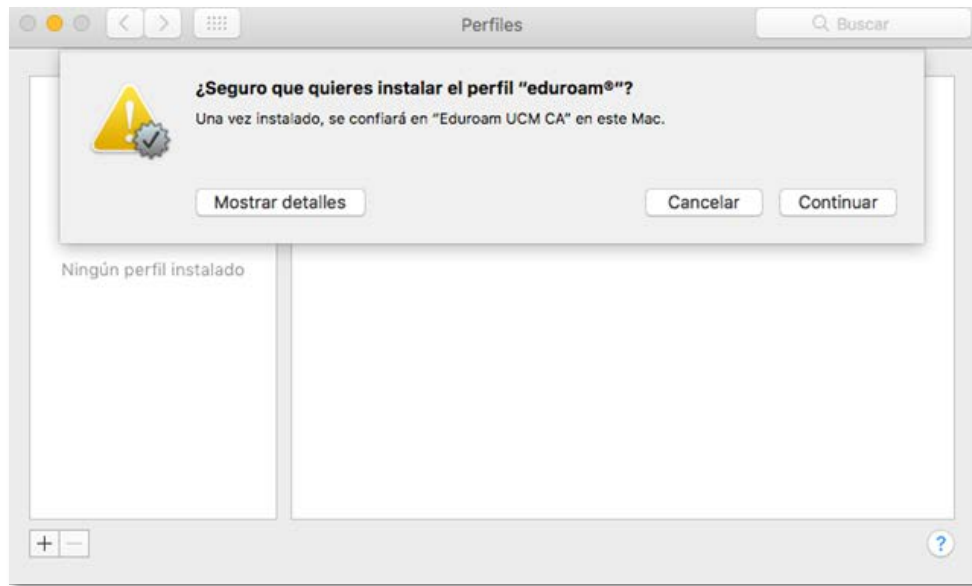 Perfiles
Buscar
¿Seguro que quieres instalar el perfil “eduroam®“?
Una vez instalado, se confiará en “Eduroam UCM CA” en este Mac.
Mostrar detalles
Cancelar
Continuar
Ningún perfil instalado
+
−
?